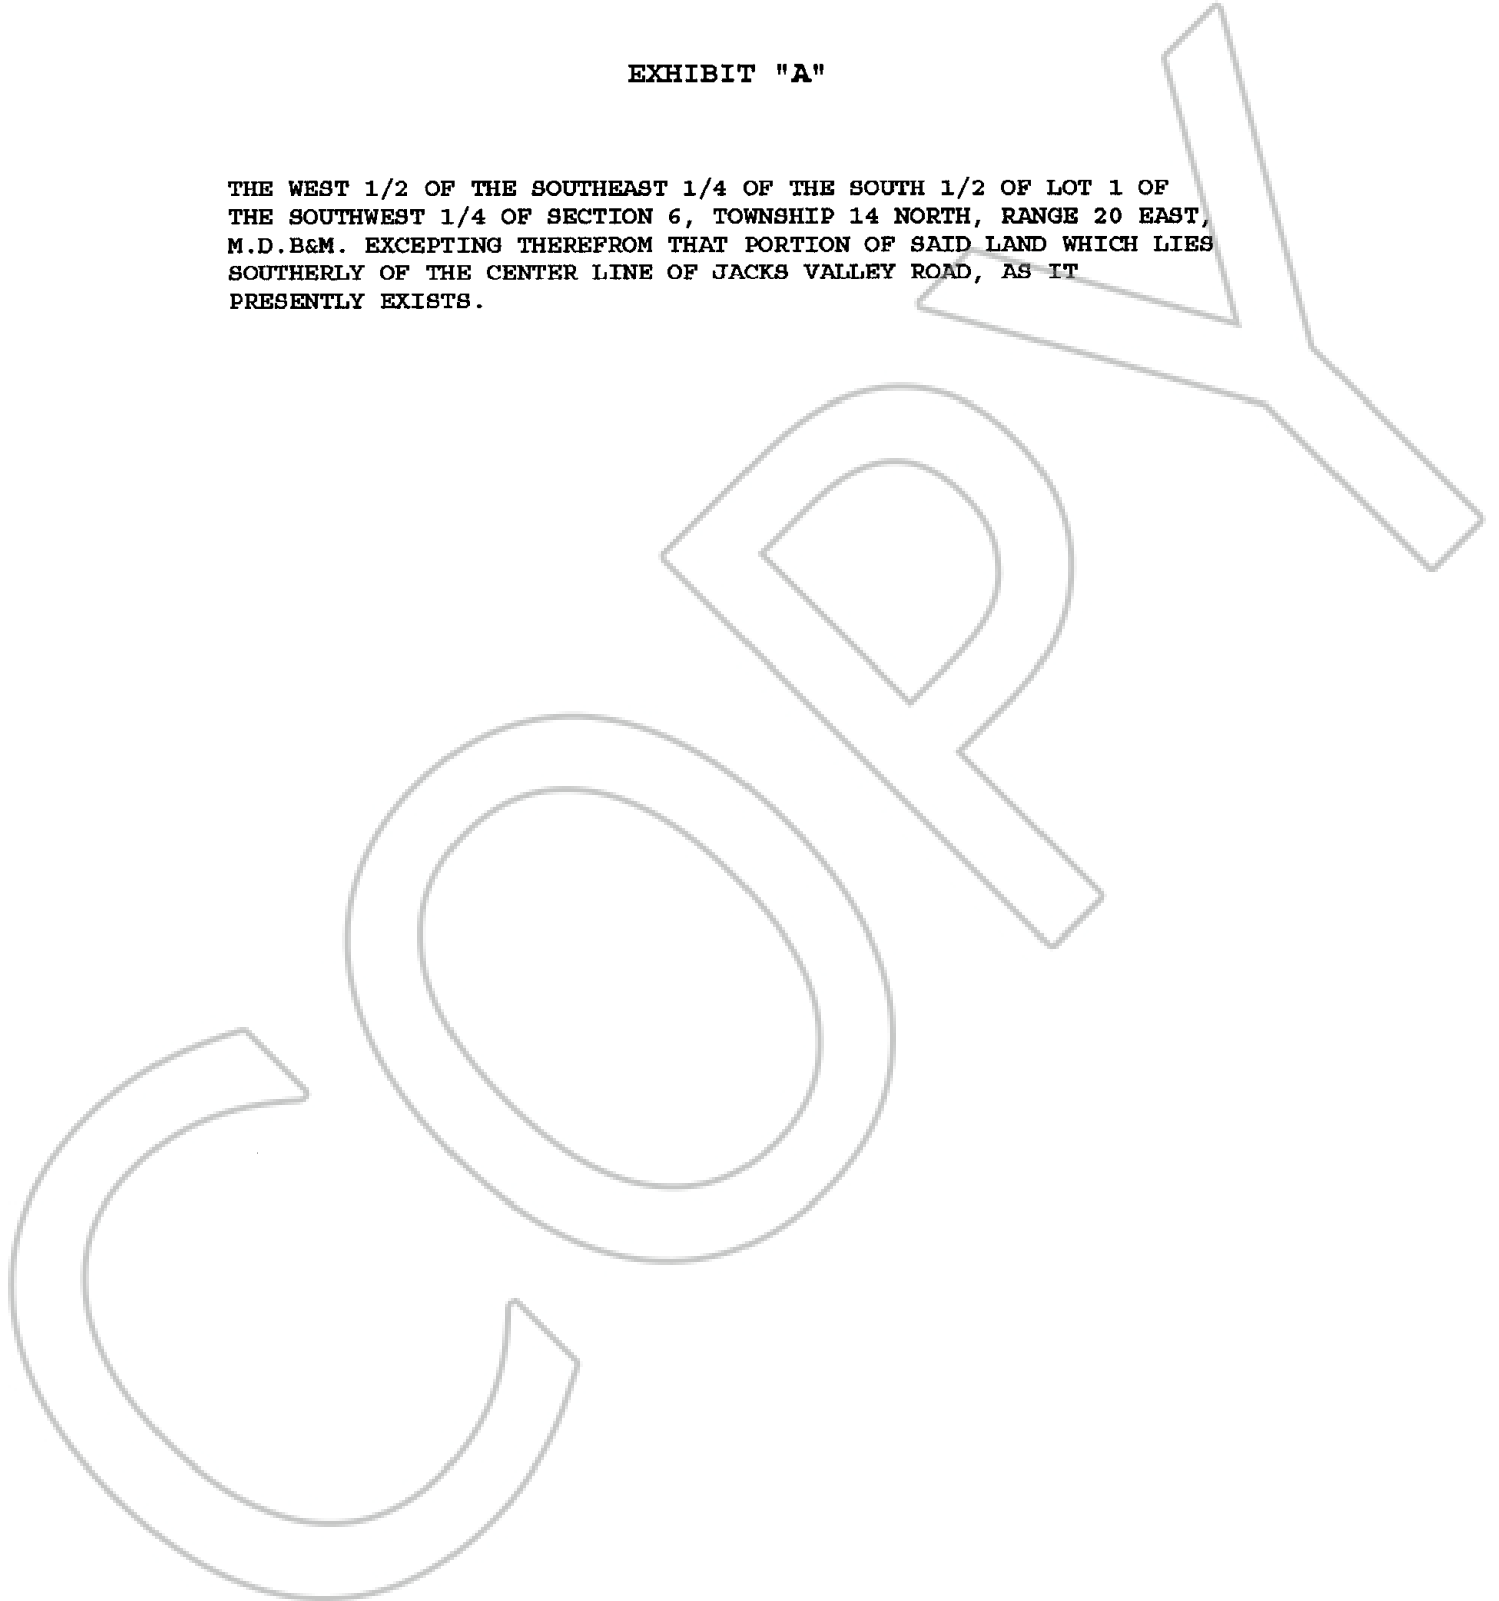 EXHIBIT "A"
THE WEST 1/2 OF THE SOUTHEAST 1/4 OF THE SOUTH 1/2 OF LOT 1 OF
THE SOUTHWEST 1/4 OF SECTION 6, TOWNSHIP 14 NORTH, RANGE 20 EAST,
M.D.B&M. EXCEPTING THEREFROM THAT PORTION OF SAID LAND WHICH LIES
SOUTHERLY OF THE CENTER LINE OF JACKS VALLEY ROAD, AS IT
PRESENTLY EXISTS.
COPY